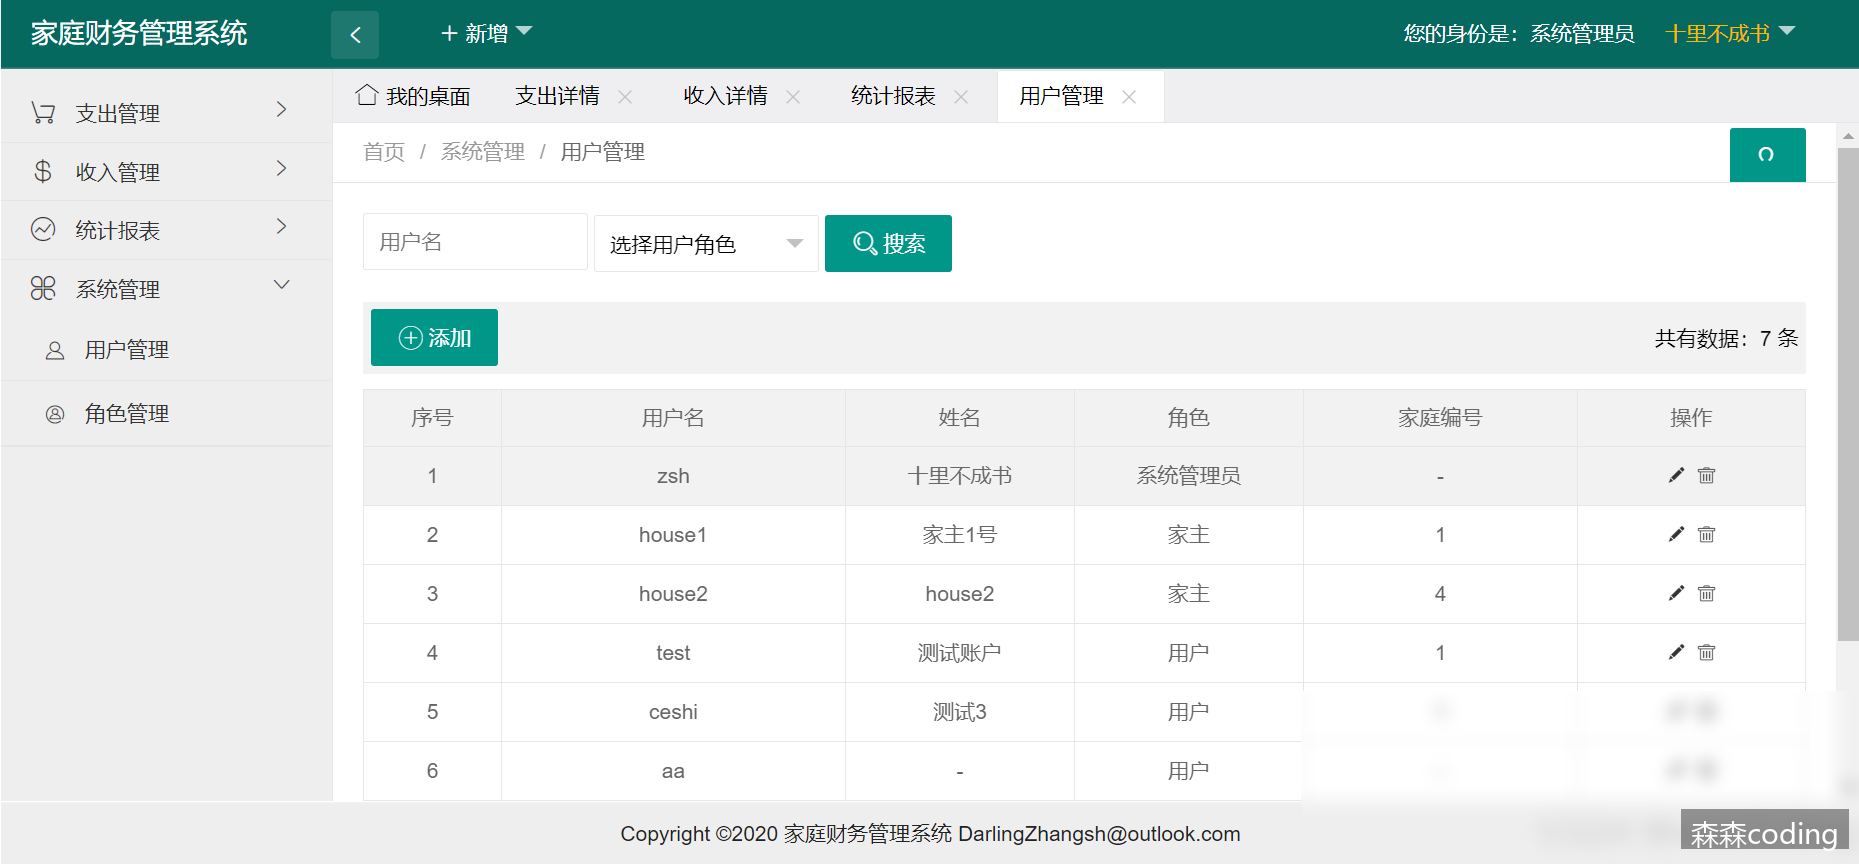 家庭财务管理系统
新增
您的身份是：系统管理员 十里不成书
支出管理
收入管理
统计报表
系统管理
用户管理
角色管理
我的桌面 支出详情 收入详情 统计报表 用户管理
首页 / 系统管理 / 用户管理
用户名 选择用户角色 搜索
添加 共有数据：7 条
序号 用户名 姓名 角色 家庭编号 操作
1 zsh 十里不成书 系统管理员 -
2 house1 家主1号 家主 1
3 house2 house2 家主 4
4 test 测试账户 用户 1
5 ceshi 测试3 用户
6 aa - 用户
Copyright ©2020 家庭财务管理系统 DarlingZhangsh@outlook.com
森森coding